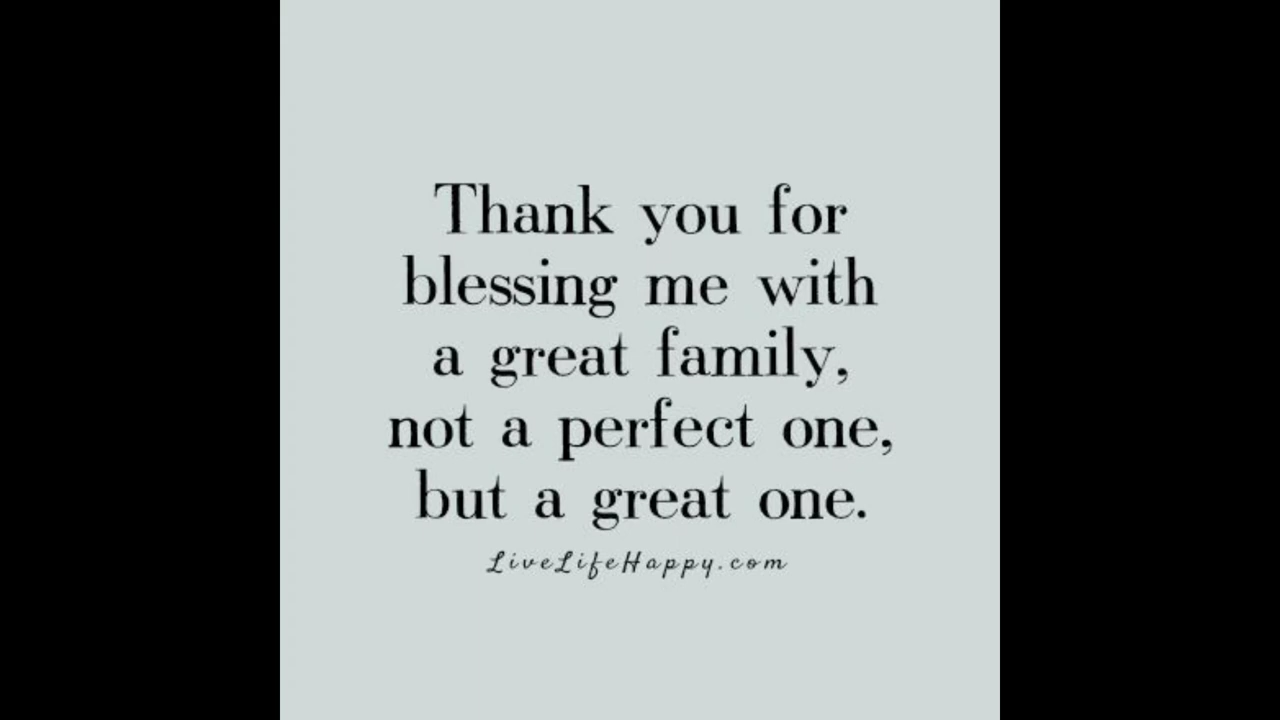 Thank you for
blessing me with
a great family,
not a perfect one,
but a great one.
LiveLifeHappy.com